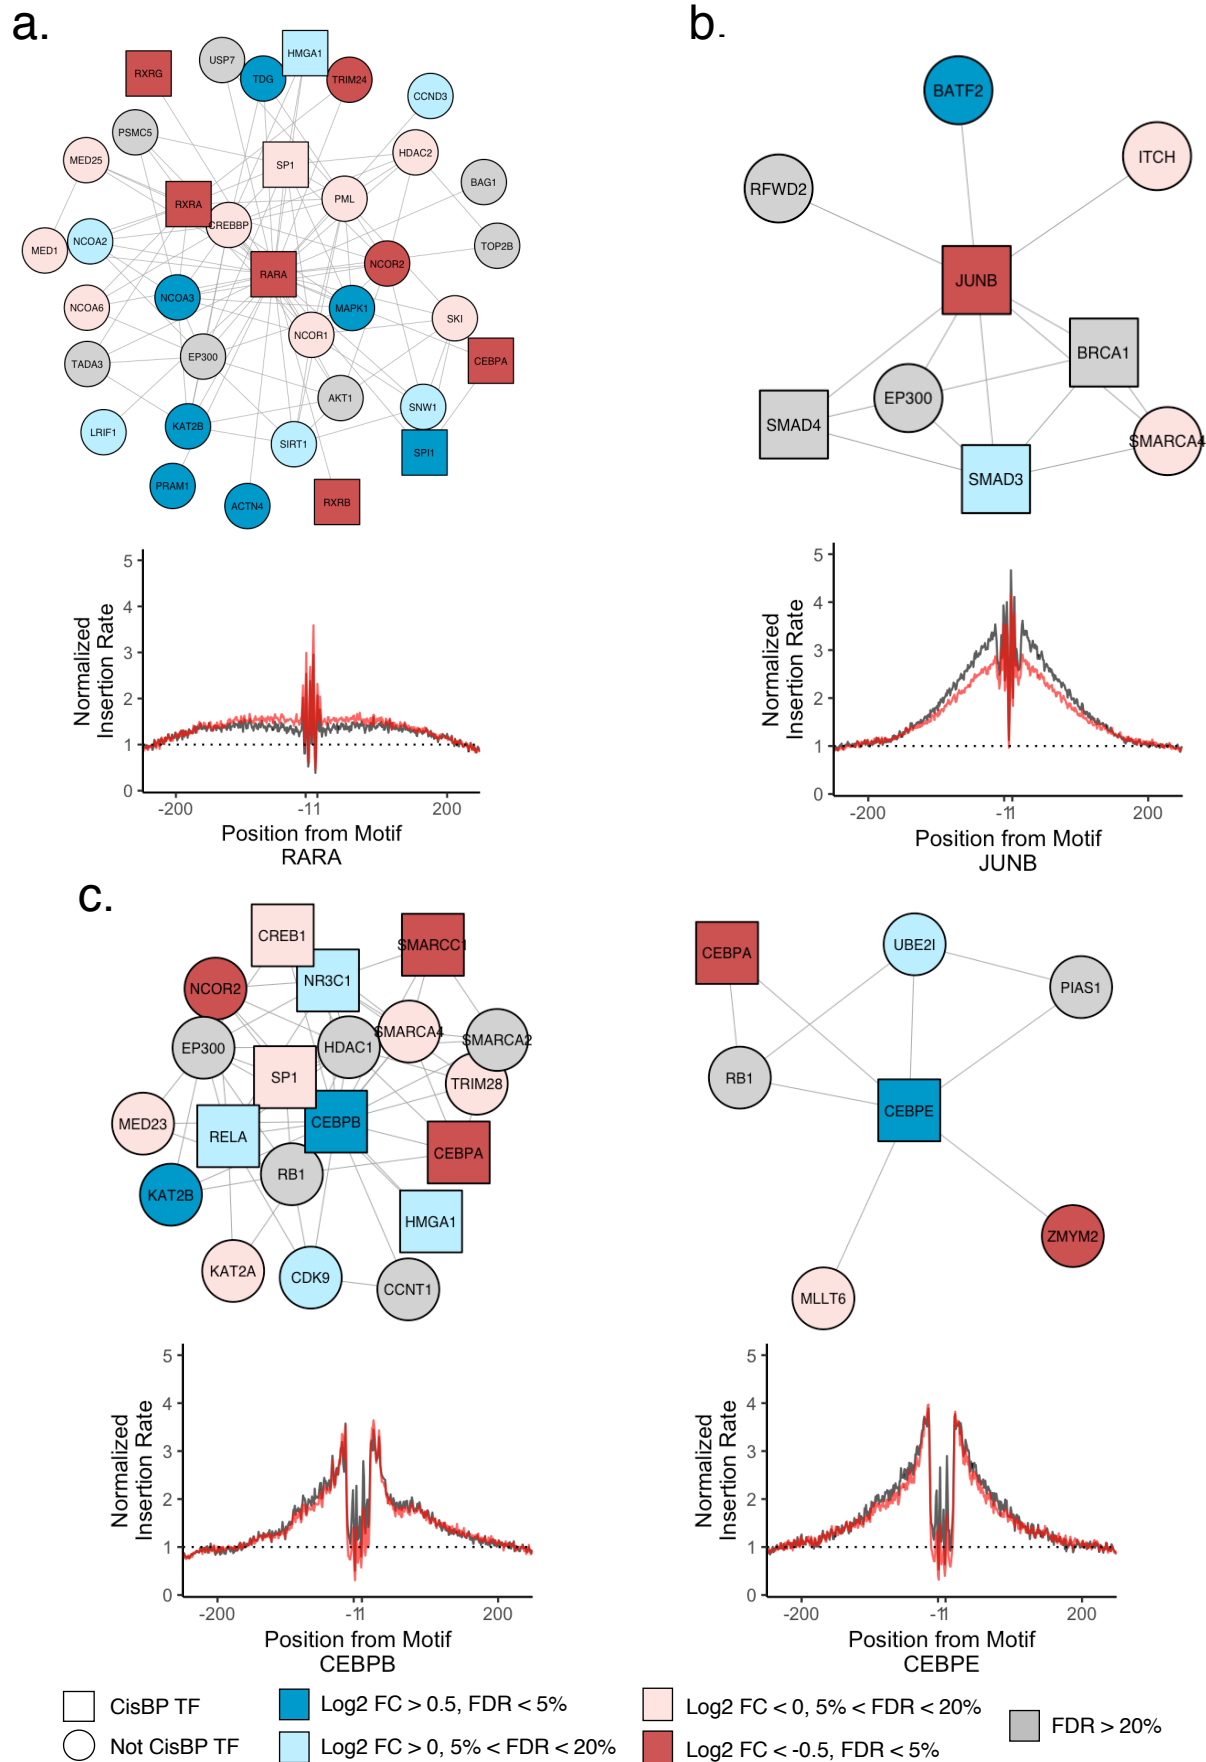 a.
b.
RXRG
USP7
TDG
HMGA1
TRIM24
CCND3
PSMC5
MED25
SP1
HDAC2
BAG1
RXRA
CREBBP
PML
MED1
NCOA2
RARA
NCOR2
TOP2B
NCOA6
NCOA3
MAPK1
NCOR1
SKI
TADA3
EP300
CEBPA
AKT1
SNW1
LRIF1
KAT2B
SIRT1
SPI1
PRAM1
ACTN4
RXRB
BATF2
ITCH
RFWD2
JUNB
BRCA1
EP300
SMAD4
SMARCA4
SMAD3
Normalized
Insertion Rate
5
4
3
2
1
0
-200
-11
200
Position from Motif
RARA
Normalized
Insertion Rate
5
4
3
2
1
0
-200
-11
200
Position from Motif
JUNB
c.
CREB1
SMARCC1
NCOR2
NR3C1
EP300
HDAC1
SMARCA4
SMARCA2
SP1
TRIM28
MED23
RELA
CEBPB
CEBPA
KAT2B
RB1
HMGA1
KAT2A
CDK9
CCNT1
CEBPA
UBE2I
PIAS1
RB1
CEBPE
ZMYM2
MLLT6
Normalized
Insertion Rate
5
4
3
2
1
0
-200
-11
200
Position from Motif
CEBPB
Normalized
Insertion Rate
5
4
3
2
1
0
-200
-11
200
Position from Motif
CEBPE
CisBP TF
Log2 FC > 0.5, FDR < 5%
Log2 FC < 0, 5% < FDR < 20%
FDR > 20%
Not CisBP TF
Log2 FC > 0, 5% < FDR < 20%
Log2 FC < -0.5, FDR < 5%